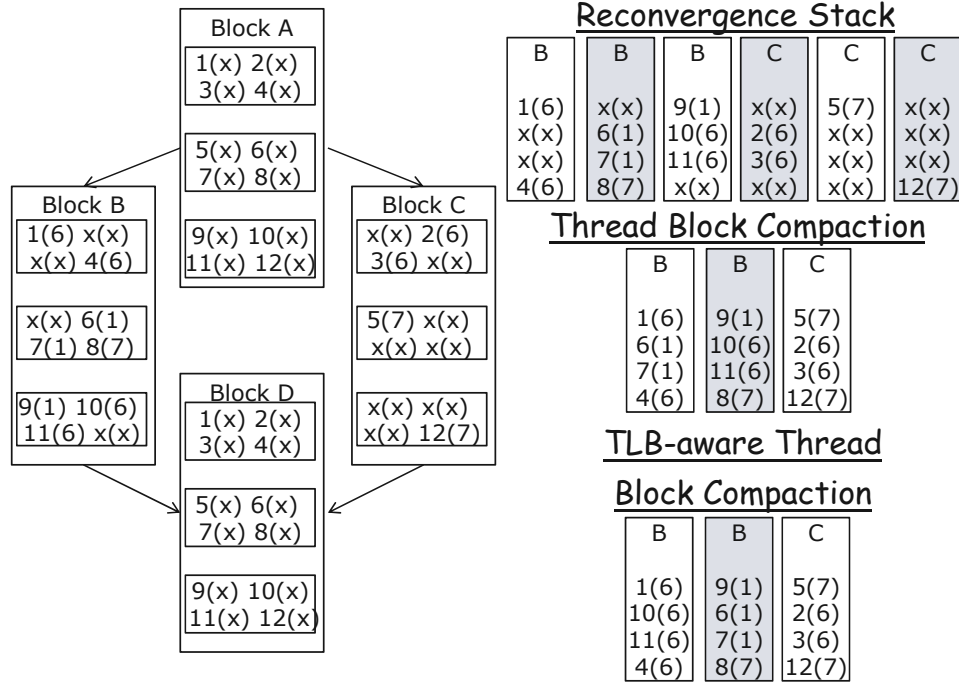 Block A
1(x) 2(x)
3(x) 4(x)
5(x) 6(x)
7(x) 8(x)
9(x) 10(x)
11(x) 12(x)
Block B
1(6) x(x)
x(x) 4(6)
x(x) 6(1)
7(1) 8(7)
9(1) 10(6)
11(6) x(x)
Block C
x(x) 2(6)
3(6) x(x)
5(7) x(x)
x(x) x(x)
x(x) x(x)
x(x) 12(7)
Block D
1(x) 2(x)
3(x) 4(x)
5(x) 6(x)
7(x) 8(x)
9(x) 10(x)
11(x) 12(x)
Reconvergence Stack
B B B C C C
1(6) x(x) 9(1) x(x) 5(7) x(x)
x(x) 6(1) 10(6) 2(6) x(x) x(x)
x(x) 7(1) 11(6) 3(6) x(x) x(x)
4(6) 8(7) x(x) x(x) x(x) 12(7)
Thread Block Compaction
B B C
1(6) 9(1) 5(7)
6(1) 10(6) 2(6)
7(1) 11(6) 3(6)
4(6) 8(7) 12(7)
TLB-aware Thread
Block Compaction
B B C
1(6) 9(1) 5(7)
10(6) 6(1) 2(6)
11(6) 7(1) 3(6)
4(6) 8(7) 12(7)